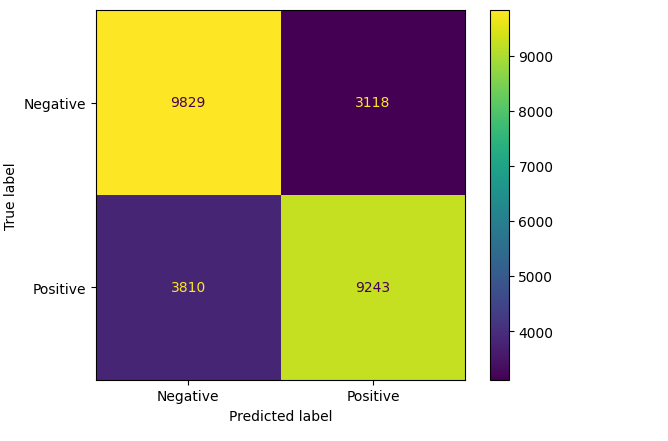 True label
Negative
Positive
9829
3118
3810
9243
Negative
Positive
Predicted label
9000
8000
7000
6000
5000
4000